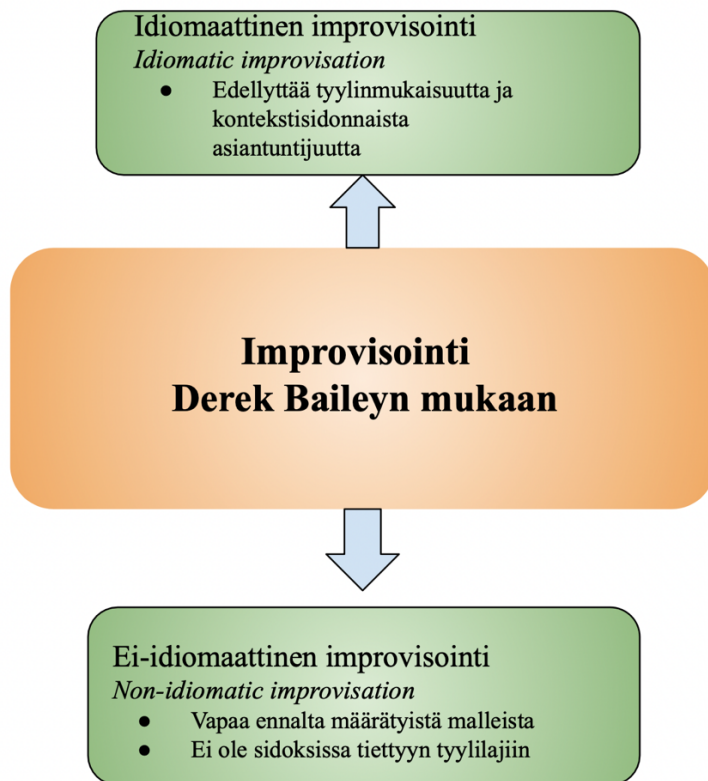 Idiomaattinen improvisointi
Idiomatic improvisation
● Edellyttää tyylinmukaisuutta ja
kontekstisidonnaista
asiantuntijuutta
Improvisointi
Derek Baileyn mukaan
Ei-idiomaattinen improvisointi
Non-idiomatic improvisation
● Vapaa ennalta määrätyistä malleista
● Ei ole sidoksissa tiettyyn tyylilajiin